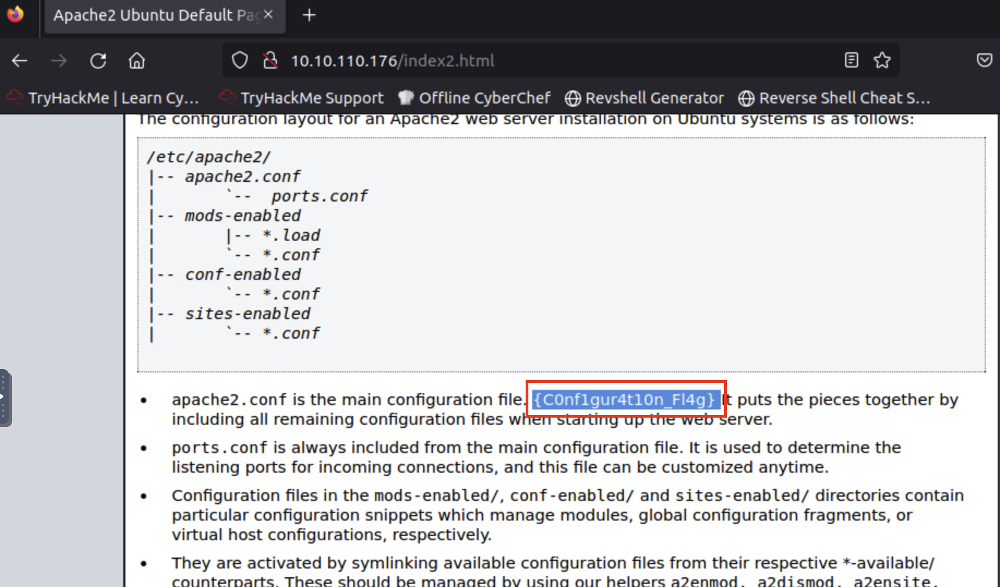 Apache2 Ubuntu Default Pag
10.10.110.176/index2.html
TryHackMe | Learn Cy... TryHackMe Support Offline CyberChef Revshell Generator Reverse Shell Cheat S...
The configuration layout for an Apache2 web server installation on Ubuntu systems is as follows:
/etc/apache2/
|-- apache2.conf
|       `--  ports.conf
|-- mods-enabled
|       |-- *.load
|       `-- *.conf
|-- conf-enabled
|       `-- *.conf
|-- sites-enabled
|       `-- *.conf
• apache2.conf is the main configuration file. {C0nf1gur4t10n_Fl4g} It puts the pieces together by
including all remaining configuration files when starting up the web server.
• ports.conf is always included from the main configuration file. It is used to determine the
listening ports for incoming connections, and this file can be customized anytime.
• Configuration files in the mods-enabled/, conf-enabled/ and sites-enabled/ directories contain
particular configuration snippets which manage modules, global configuration fragments, or
virtual host configurations, respectively.
• They are activated by symlinking available configuration files from their respective *-available/
counterparts. These should be managed by using our helpers a2enmod, a2dismod, a2ensite,